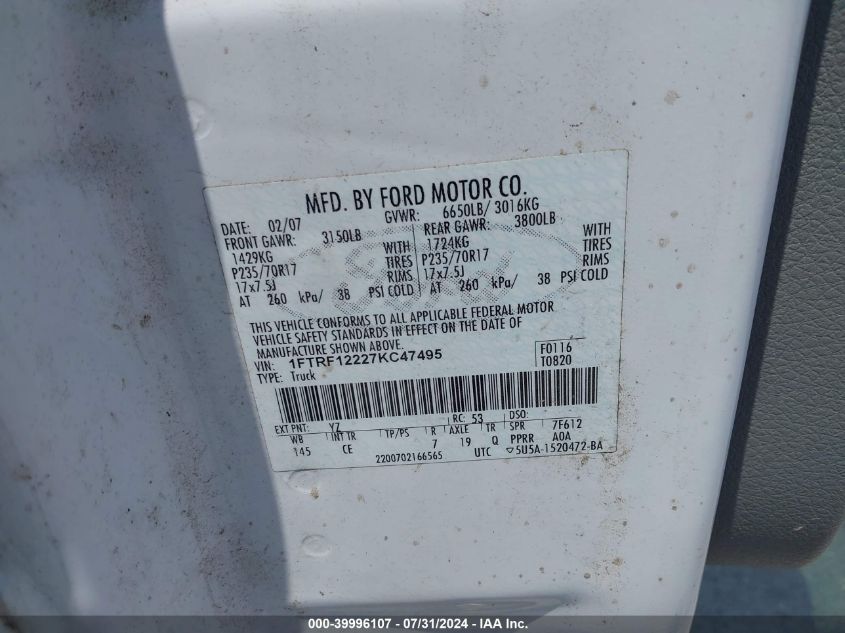 MFD. BY FORD MOTOR CO.
DATE: 02/07 GVWR: 6650LB/ 3016KG
FRONT GAWR: 3150LB REAR GAWR: 3800LB
1429KG WITH 1724KG WITH
P235/70R17 TIRES P235/70R17 TIRES
17x7.5J RIMS 17x7.5J RIMS
AT 260 kPa/ 38 PSI COLD AT 260 kPa/ 38 PSI COLD
THIS VEHICLE CONFORMS TO ALL APPLICABLE FEDERAL MOTOR
VEHICLE SAFETY STANDARDS IN EFFECT ON THE DATE OF
MANUFACTURE SHOWN ABOVE.
VIN: 1FTRF12227KC47495 F0116
TYPE: Truck T0820
EXT PNT: YZ RC: 53 DSO:
WB INT TR TP/PS R AXLE TR SPR 7F612
145 CE 7 19 Q PPRR AOA
2200702166565 UTC ▽5U5A-1520472-BA
Ford
000-39996107 - 07/31/2024 - IAA, Inc.